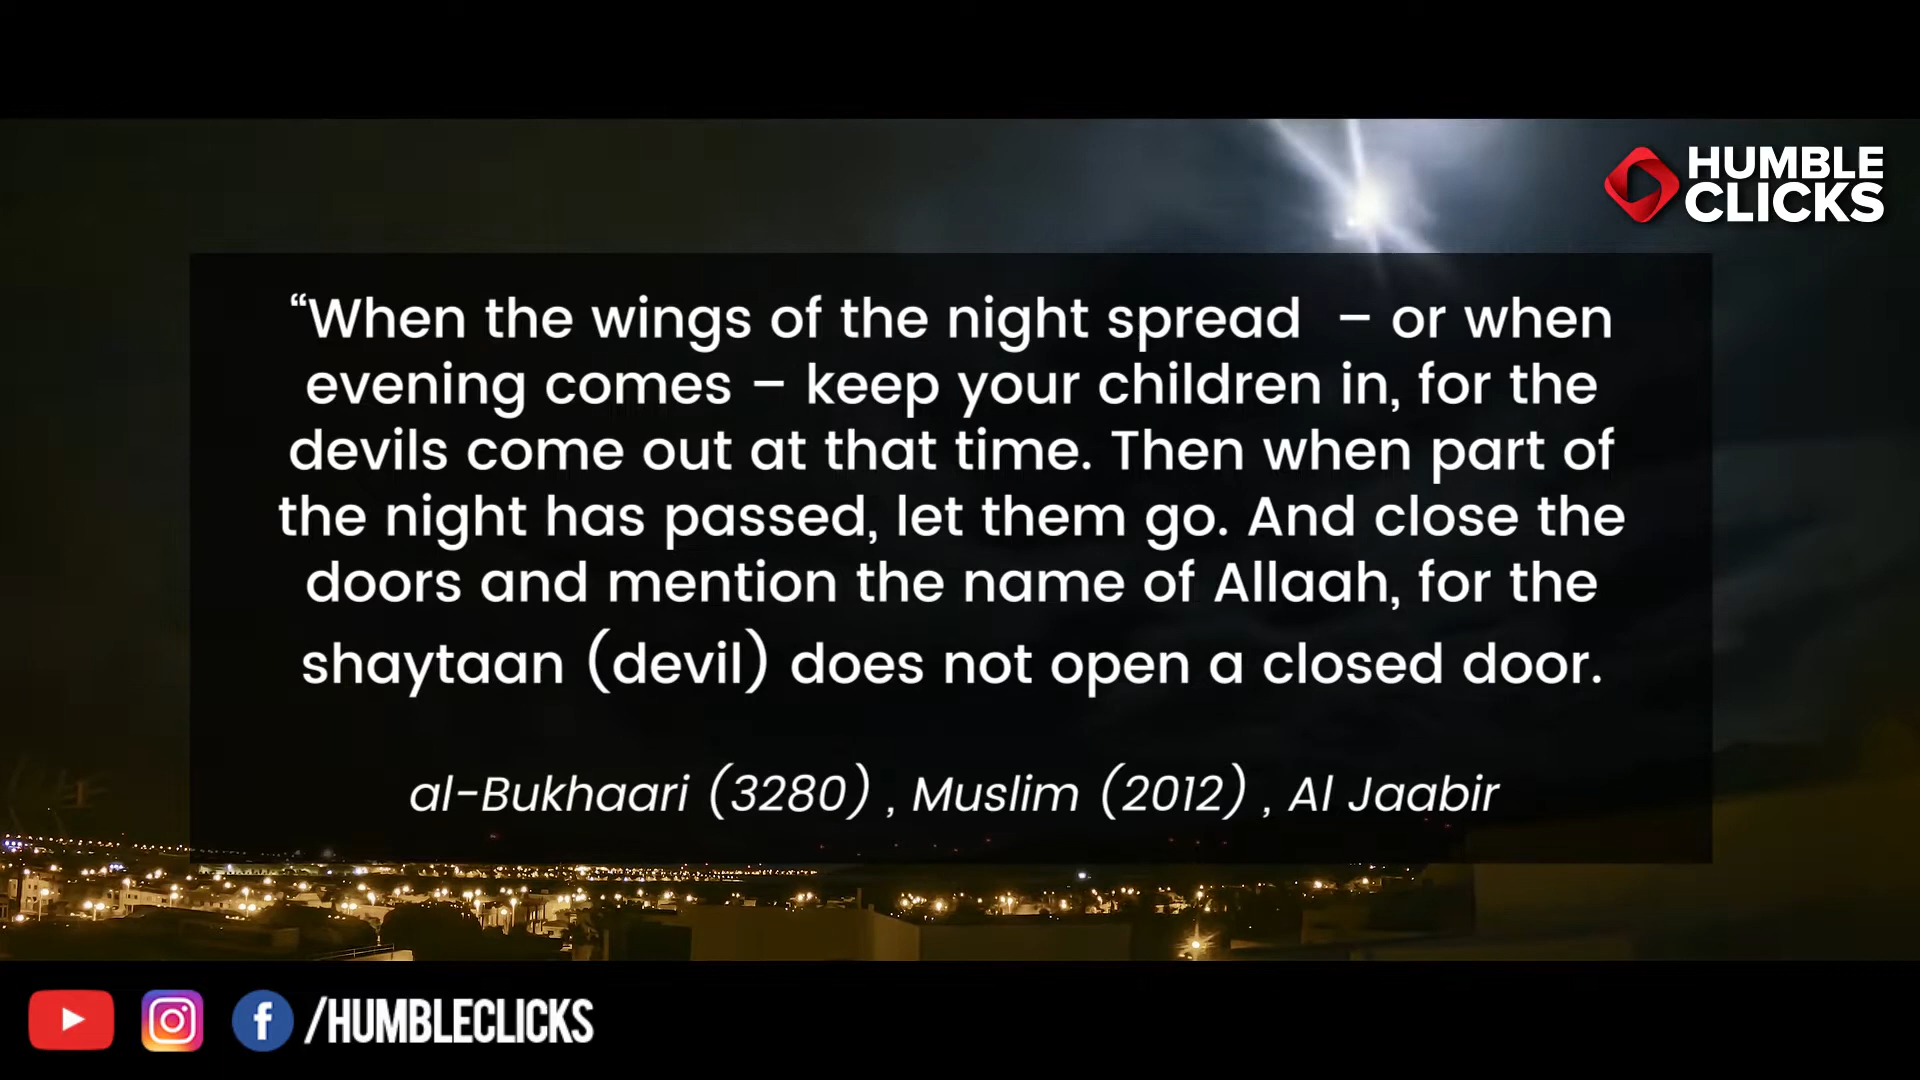 HUMBLE
CLICKS
“When the wings of the night spread – or when
evening comes – keep your children in, for the
devils come out at that time. Then when part of
the night has passed, let them go. And close the
doors and mention the name of Allaah, for the
shaytaan (devil) does not open a closed door.
al-Bukhaari (3280) , Muslim (2012) , Al Jaabir
/HUMBLECLICKS